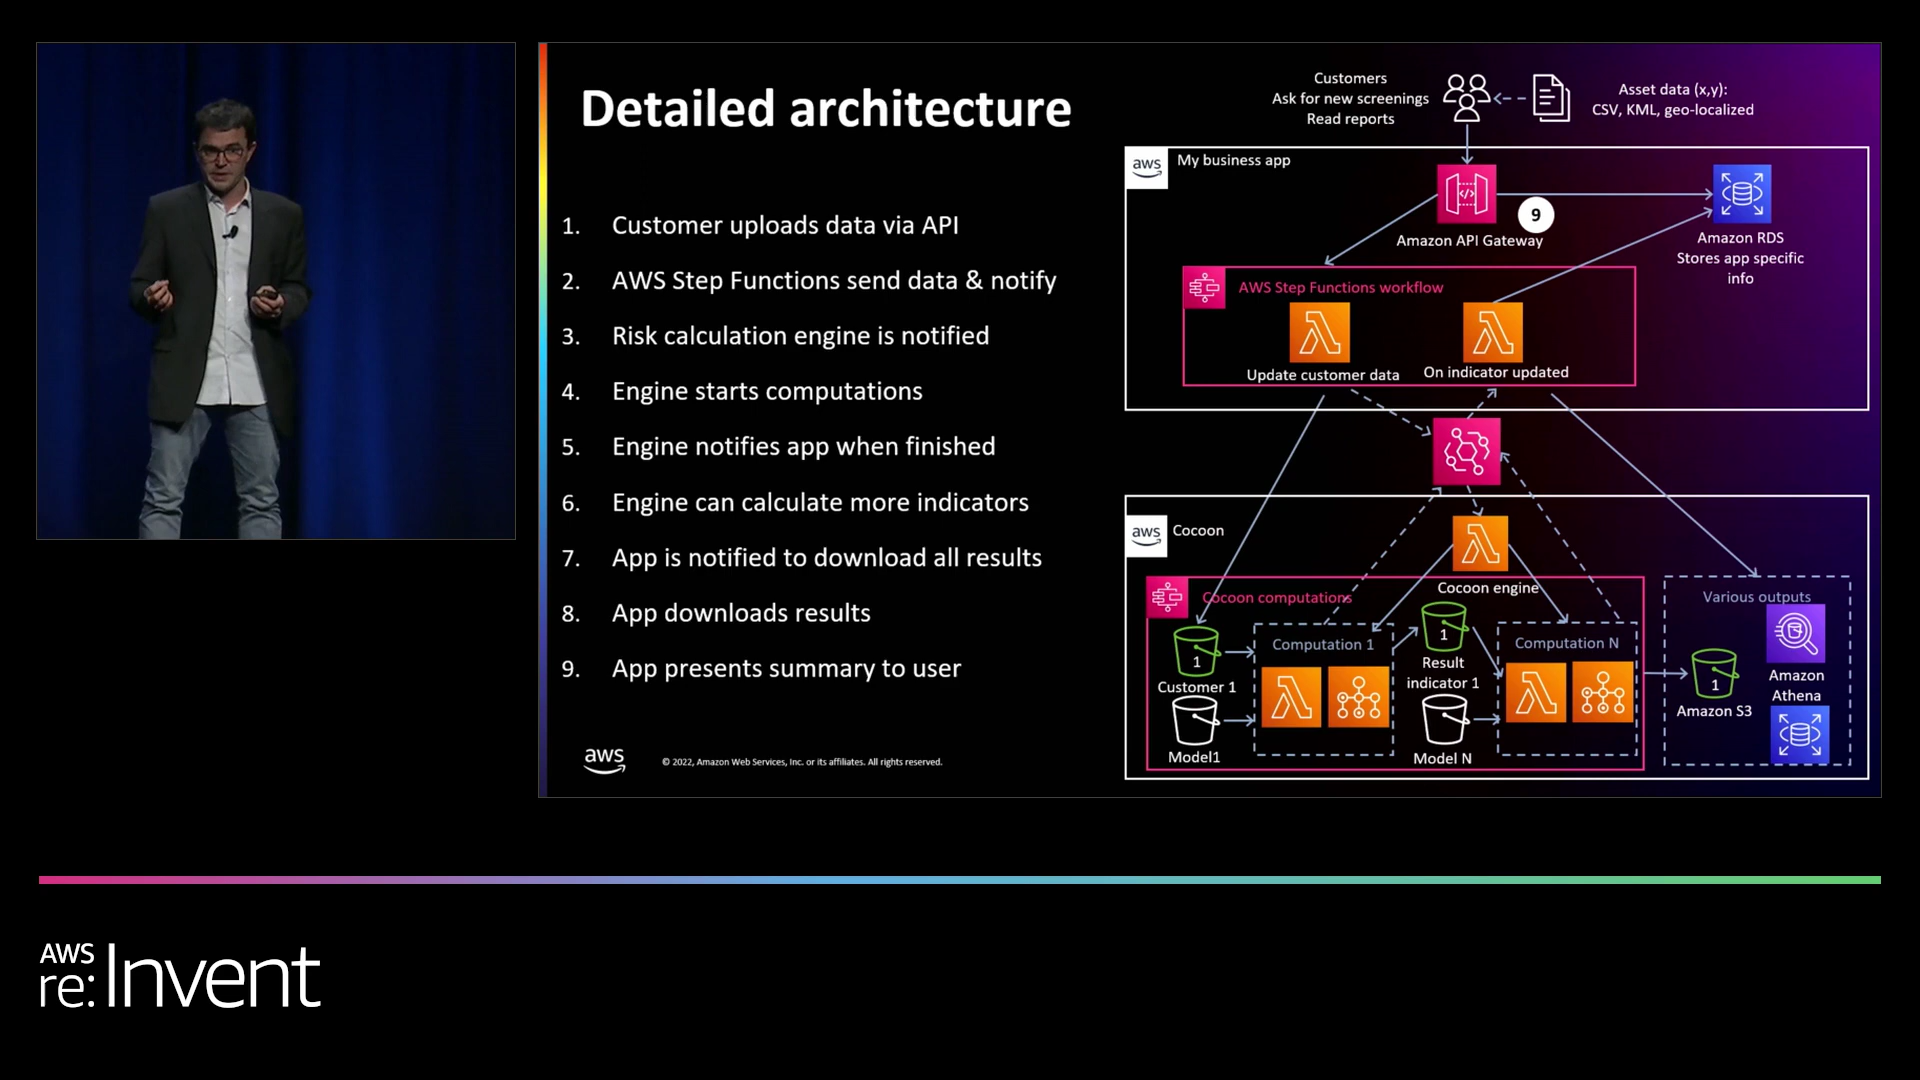 Detailed architecture
1. Customer uploads data via API
2. AWS Step Functions send data & notify
3. Risk calculation engine is notified
4. Engine starts computations
5. Engine notifies app when finished
6. Engine can calculate more indicators
7. App is notified to download all results
8. App downloads results
9. App presents summary to user
aws
© 2022, Amazon Web Services, Inc. or its affiliates. All rights reserved.
Customers
Ask for new screenings
Read reports
Asset data (x,y):
CSV, KML, geo-localized
aws
My business app
</>
9
Amazon API Gateway
Amazon RDS
Stores app specific
info
AWS Step Functions workflow
Update customer data
On indicator updated
aws
Cocoon
Cocoon engine
Cocoon computations
1
Customer 1
Model1
Computation 1
1
Result
indicator 1
Model N
Computation N
Various outputs
1
Amazon S3
Amazon
Athena
AWS
re:Invent